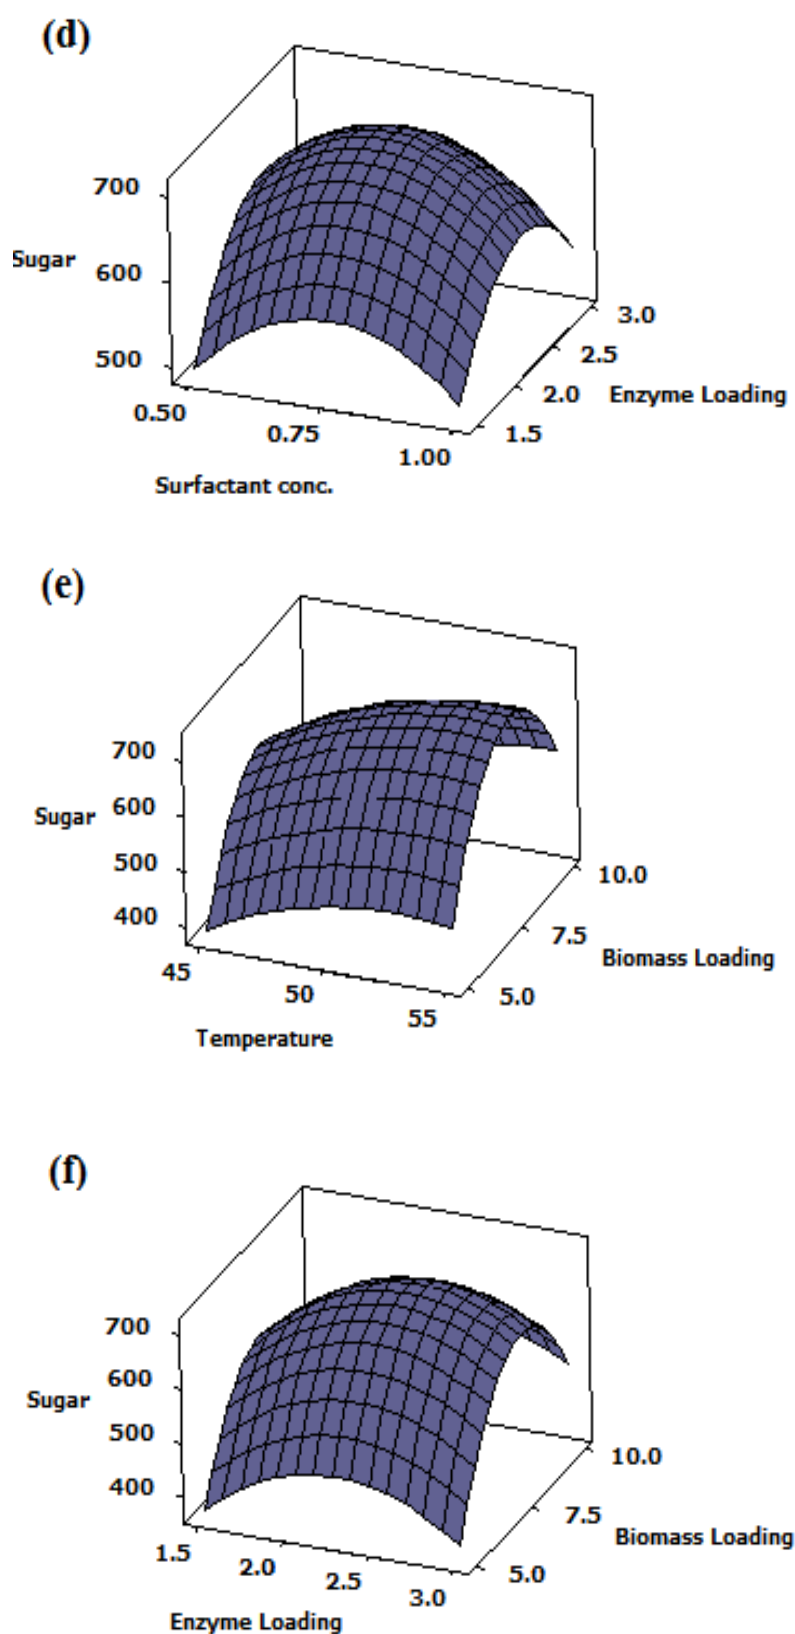 (d)
700
Sugar
600
500
0.50
0.75
1.00
Surfactant conc.
3.0
2.5
2.0
1.5
Enzyme Loading
(e)
700
Sugar
600
500
400
45
50
55
Temperature
10.0
7.5
5.0
Biomass Loading
(f)
700
600
Sugar
500
400
1.5
2.0
2.5
3.0
Enzyme Loading
10.0
7.5
5.0
Biomass Loading